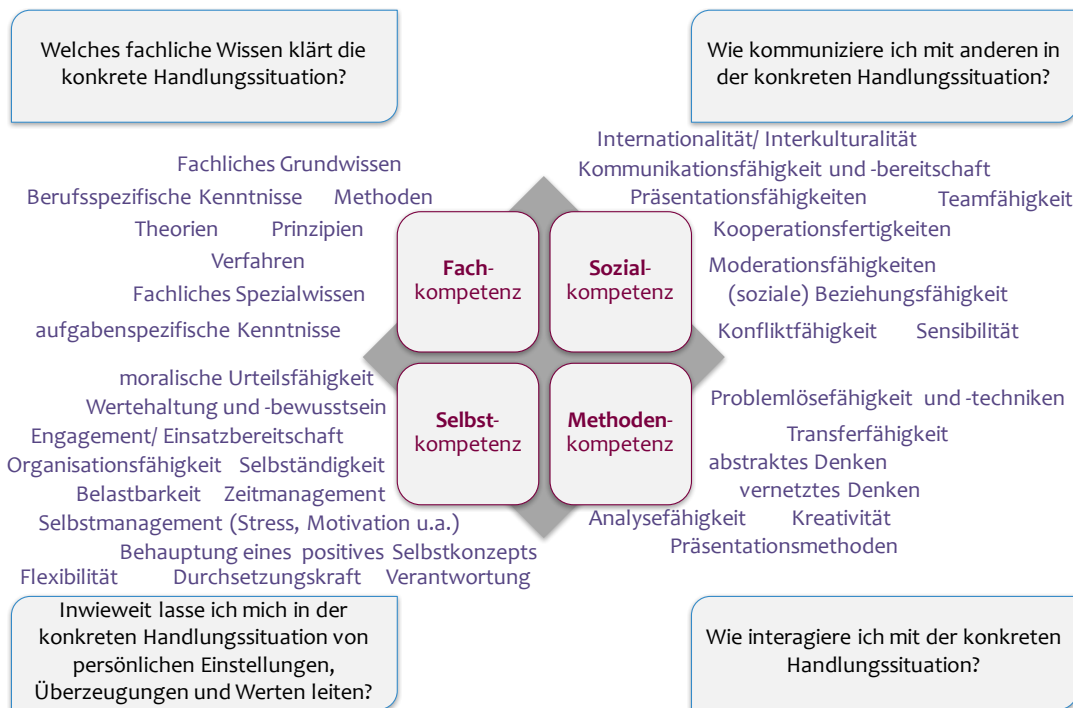 Welches fachliche Wissen klärt die
konkrete Handlungssituation?
Wie kommuniziere ich mit anderen in
der konkreten Handlungssituation?
Fachliches Grundwissen
Berufsspezifische Kenntnisse Methoden
Theorien Prinzipien
Verfahren
Fachliches Spezialwissen
aufgabenspezifische Kenntnisse
Internationalität/ Interkulturalität
Kommunikationsfähigkeit und -bereitschaft
Präsentationsfähigkeiten Teamfähigkeit
Kooperationsfertigkeiten
Moderationsfähigkeiten
(soziale) Beziehungsfähigkeit
Konfliktfähigkeit Sensibilität
Fach-
kompetenz
Sozial-
kompetenz
Selbst-
kompetenz
Methoden-
kompetenz
moralische Urteilsfähigkeit
Wertehaltung und -bewusstsein
Engagement/ Einsatzbereitschaft
Organisationsfähigkeit Selbständigkeit
Belastbarkeit Zeitmanagement
Selbstmanagement (Stress, Motivation u.a.)
Behauptung eines positives Selbstkonzepts
Flexibilität Durchsetzungskraft Verantwortung
Problemlösefähigkeit und -techniken
Transferfähigkeit
abstraktes Denken
vernetztes Denken
Analysefähigkeit Kreativität
Präsentationsmethoden
Inwieweit lasse ich mich in der
konkreten Handlungssituation von
persönlichen Einstellungen,
Überzeugungen und Werten leiten?
Wie interagiere ich mit der konkreten
Handlungssituation?